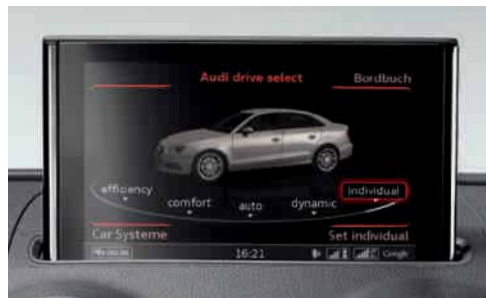 Audi drive select
Bordbuch
efficiency
comfort
auto
dynamic
individual
Car Systeme
Set individual
16:21
Google